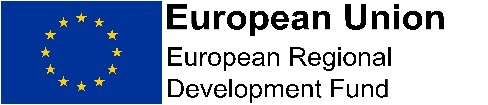 European Union
European Regional
Development Fund